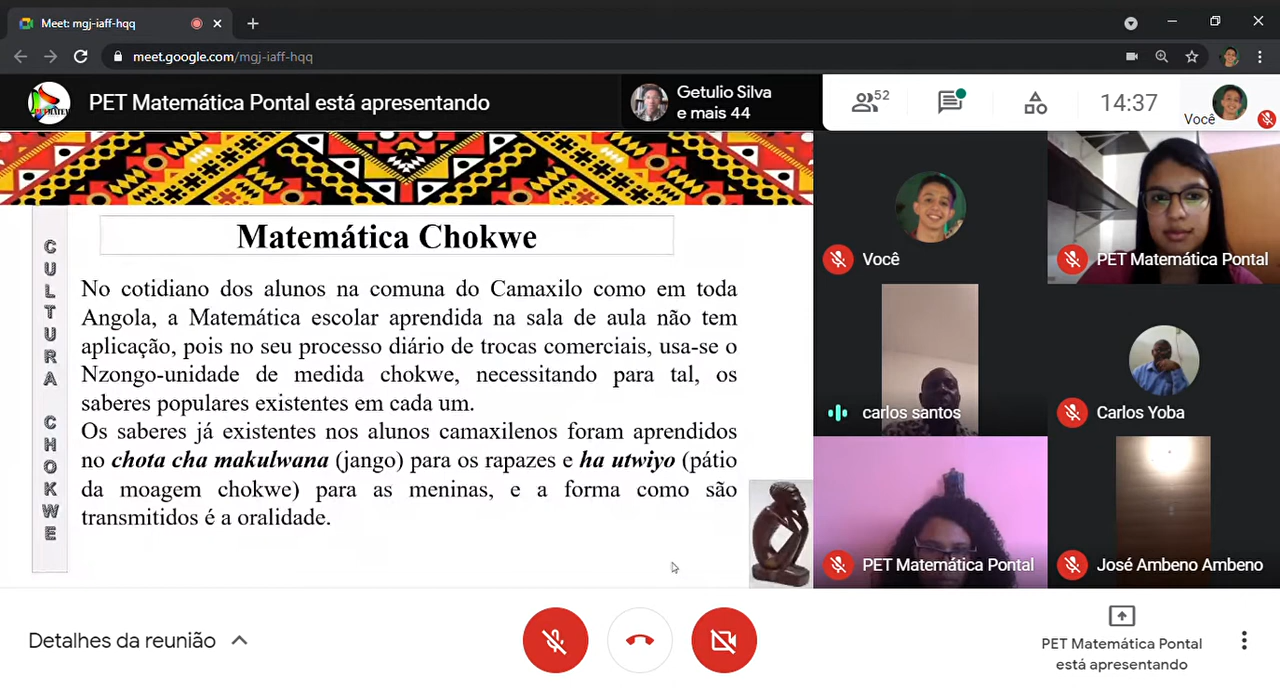 Meet: mgj-iaff-hqq
meet.google.com/mgj-iaff-hqq
PET Matemática Pontal está apresentando
Getulio Silva
e mais 44
52
14:37
Você
Matemática Chokwe
CULTURA CHOKWE
No cotidiano dos alunos na comuna do Camaxilo como em toda
Angola, a Matemática escolar aprendida na sala de aula não tem
aplicação, pois no seu processo diário de trocas comerciais, usa-se o
Nzongo-unidade de medida chokwe, necessitando para tal, os
saberes populares existentes em cada um.
Os saberes já existentes nos alunos camaxilenos foram aprendidos
no chota cha makulwana (jango) para os rapazes e ha utwiyo (pátio
da moagem chokwe) para as meninas, e a forma como são
transmitidos é a oralidade.
Você
PET Matemática Pontal
carlos santos
Carlos Yoba
PET Matemática Pontal
José Ambeno Ambeno
Detalhes da reunião
PET Matemática Pontal
está apresentando